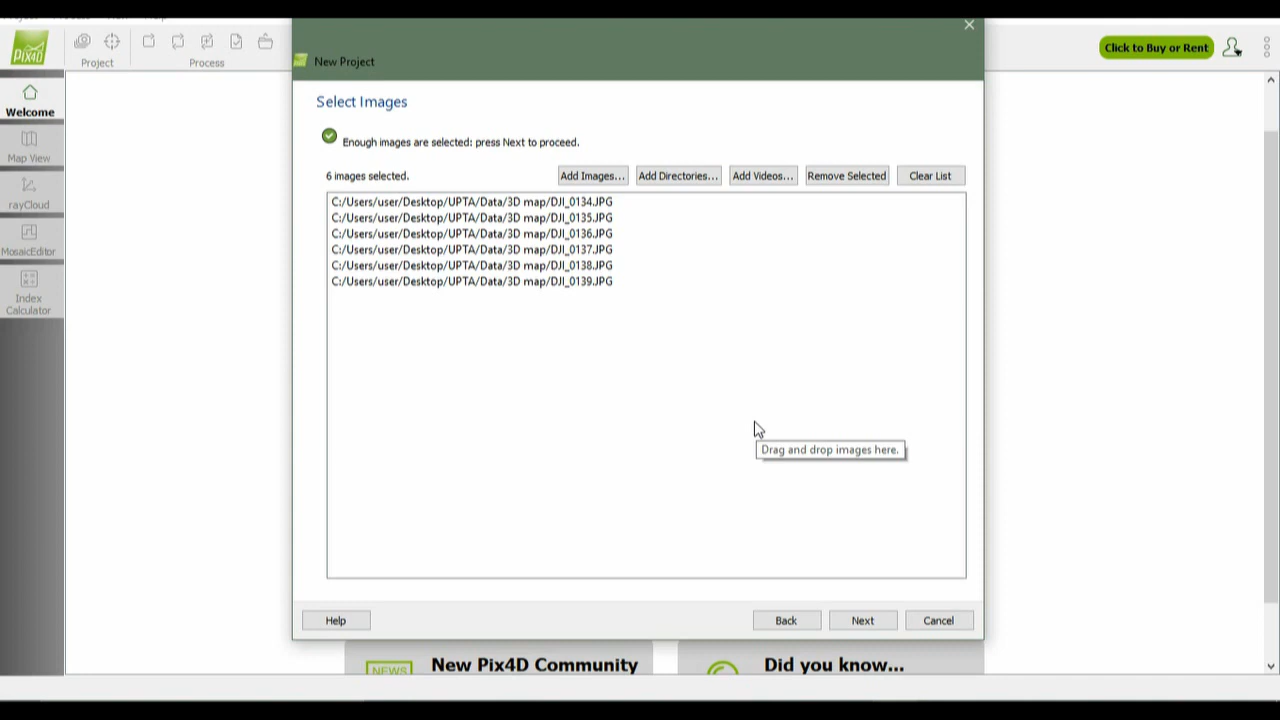 PIX4D
Project
Process
Click to Buy or Rent
Welcome
Map View
rayCloud
MosaicEditor
Index
Calculator
New Project
Select Images
Enough images are selected: press Next to proceed.
6 images selected.
Add Images...
Add Directories...
Add Videos...
Remove Selected
Clear List
C:/Users/user/Desktop/UPTA/Data/3D map/DJI_0134.JPG
C:/Users/user/Desktop/UPTA/Data/3D map/DJI_0135.JPG
C:/Users/user/Desktop/UPTA/Data/3D map/DJI_0136.JPG
C:/Users/user/Desktop/UPTA/Data/3D map/DJI_0137.JPG
C:/Users/user/Desktop/UPTA/Data/3D map/DJI_0138.JPG
C:/Users/user/Desktop/UPTA/Data/3D map/DJI_0139.JPG
Drag and drop images here.
Help
Back
Next
Cancel
NEWS
New Pix4D Community
Did you know...